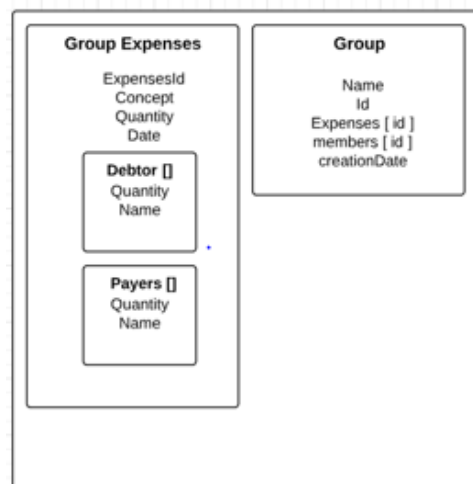 Group Expenses
ExpensesId
Concept
Quantity
Date
Debtor []
Quantity
Name
Payers []
Quantity
Name
Group
Name
Id
Expenses [ id ]
members [ id ]
creationDate